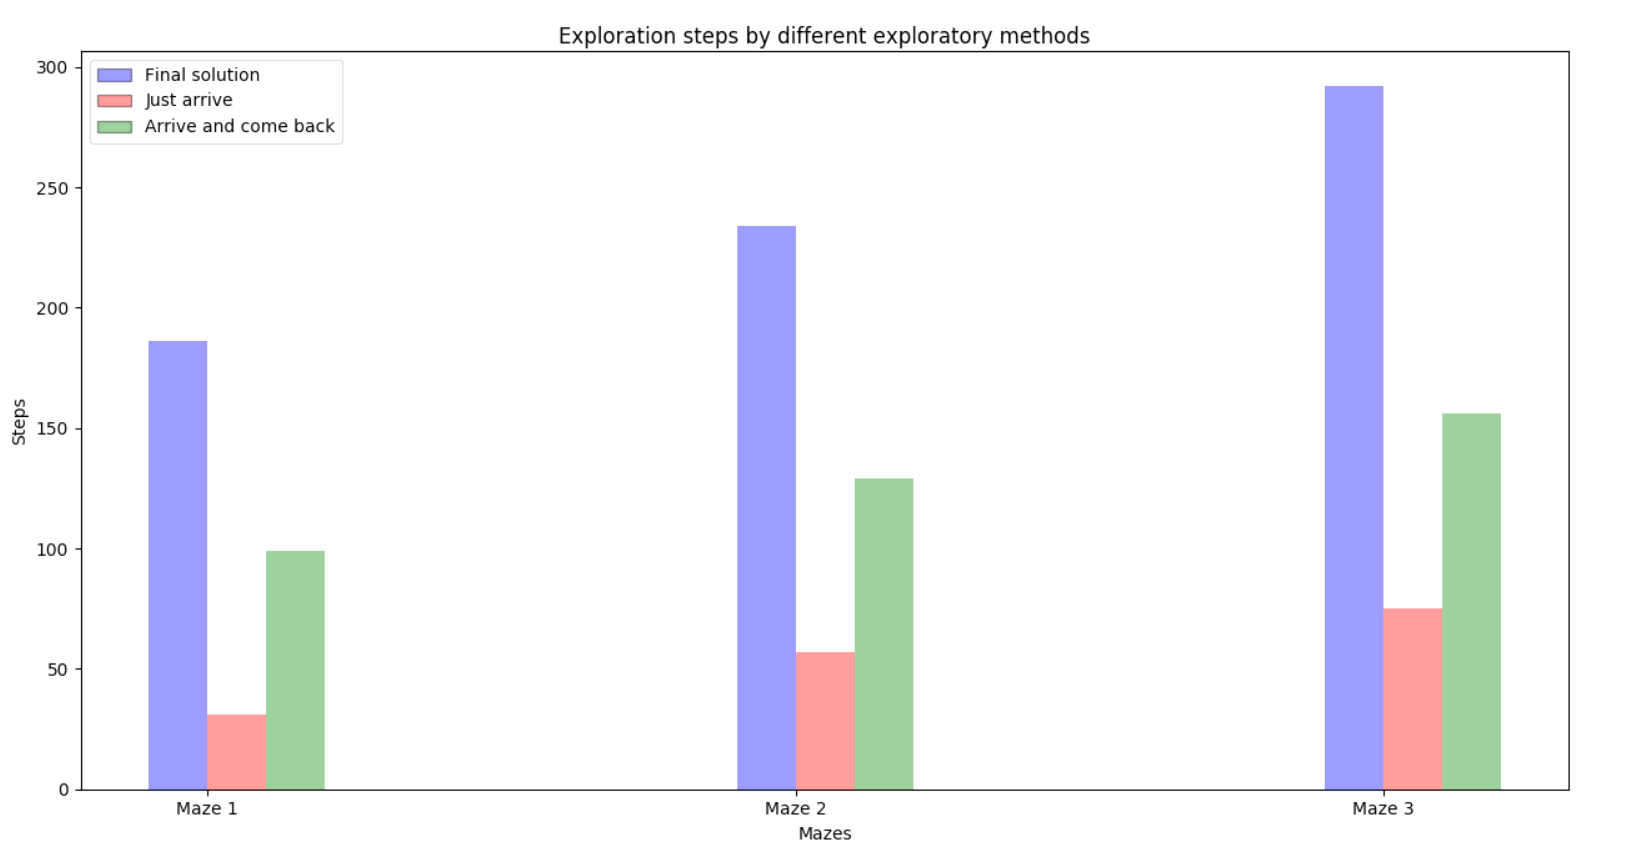 Exploration steps by different exploratory methods
300
250
200
150
100
50
0
Steps
Final solution
Just arrive
Arrive and come back
Maze 1
Maze 2
Maze 3
Mazes